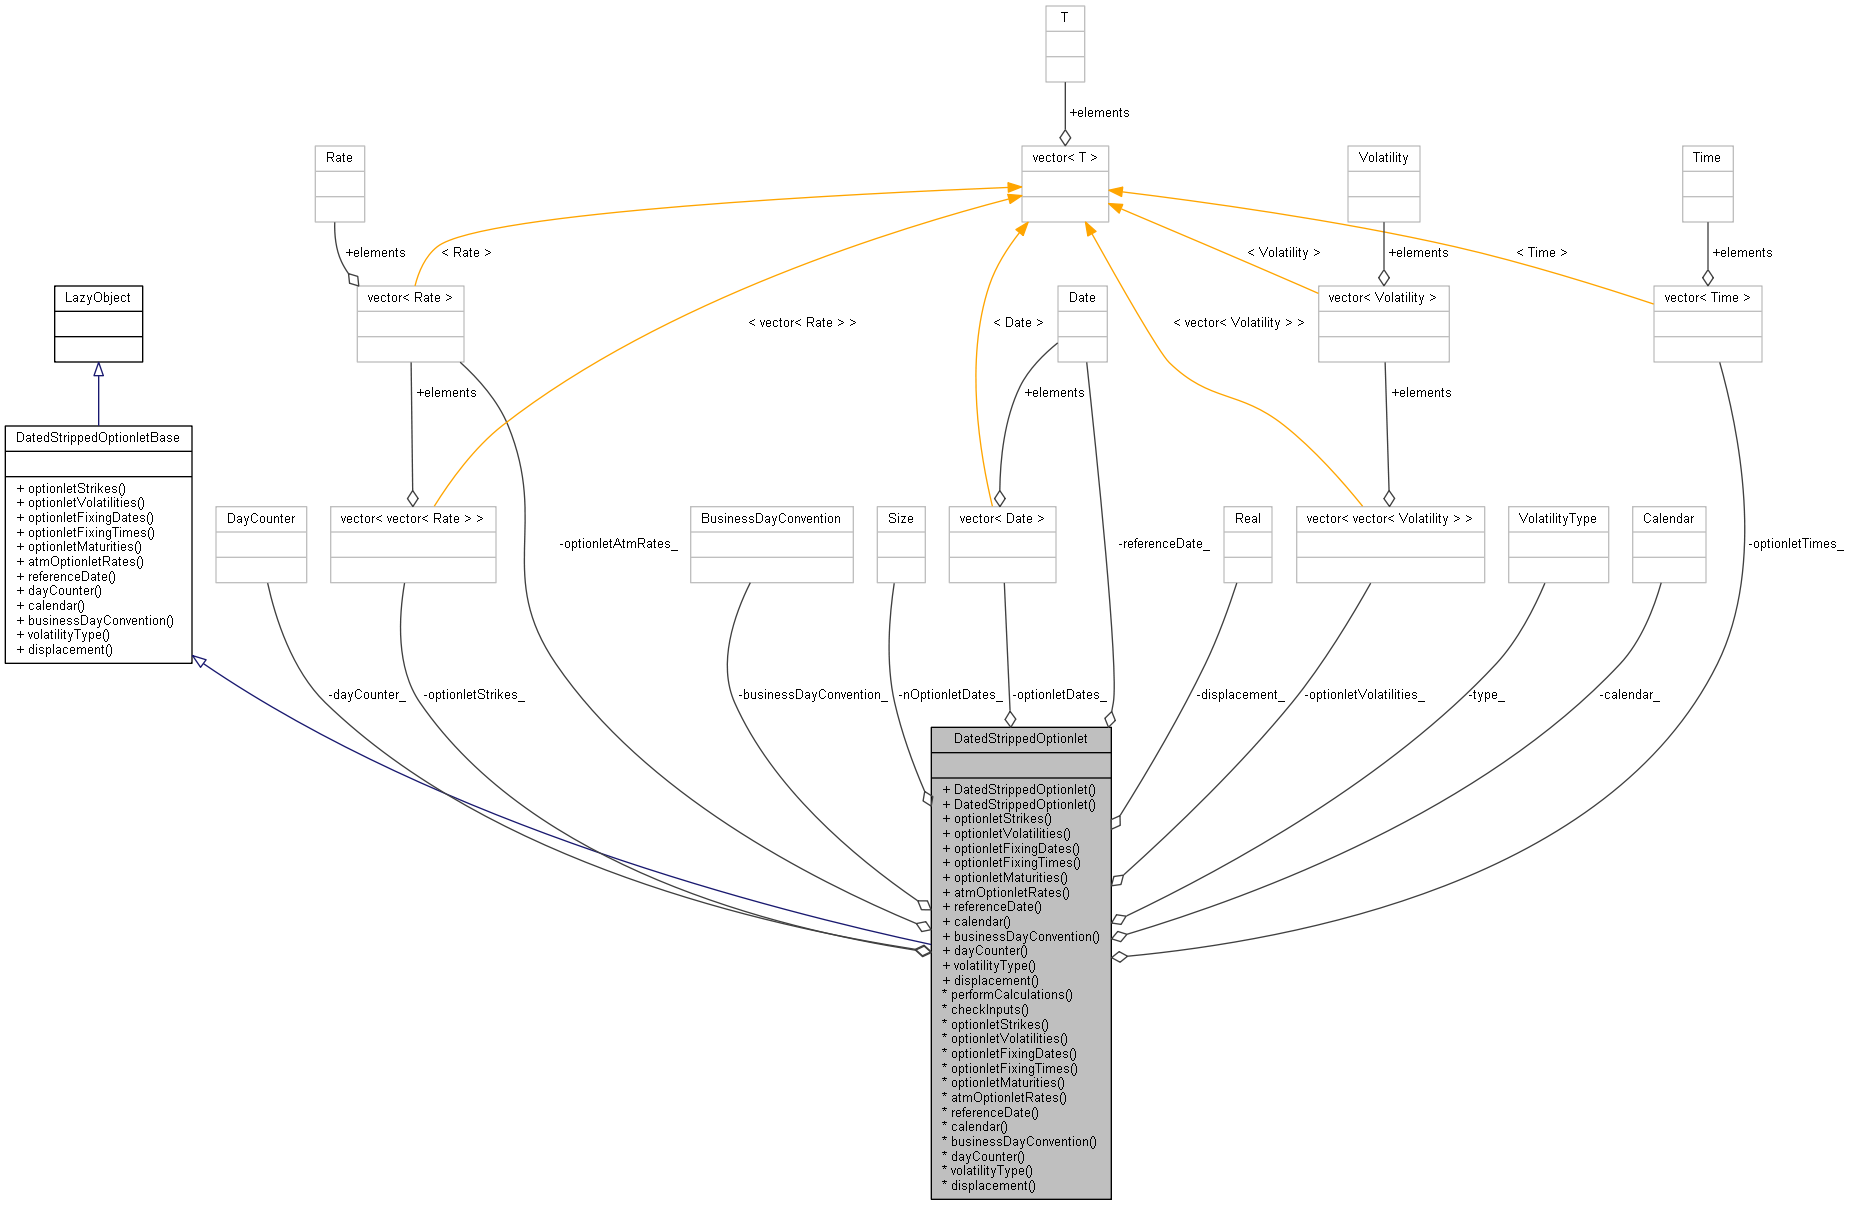 T
+elements
Rate
vector< T >
Volatility
Time
+elements
< Rate >
< Volatility >
+elements
< Time >
+elements
LazyObject
vector< Rate >
Date
vector< Volatility >
vector< Time >
< vector< Rate > >
< Date >
< vector< Volatility > >
+elements
+elements
+elements
DatedStrippedOptionletBase
+ optionletStrikes()
+ optionletVolatilities()
+ optionletFixingDates()
+ optionletFixingTimes()
+ optionletMaturities()
+ atmOptionletRates()
+ referenceDate()
+ dayCounter()
+ calendar()
+ businessDayConvention()
+ volatilityType()
+ displacement()
DayCounter
vector< vector< Rate > >
BusinessDayConvention
Size
vector< Date >
Real
vector< vector< Volatility > >
VolatilityType
Calendar
-optionletAtmRates_
-referenceDate_
-optionletTimes_
-dayCounter_
-optionletStrikes_
-businessDayConvention_
-nOptionletDates_
-optionletDates_
-displacement_
-optionletVolatilities_
-type_
-calendar_
DatedStrippedOptionlet
+ DatedStrippedOptionlet()
+ DatedStrippedOptionlet()
+ optionletStrikes()
+ optionletVolatilities()
+ optionletFixingDates()
+ optionletFixingTimes()
+ optionletMaturities()
+ atmOptionletRates()
+ referenceDate()
+ calendar()
+ businessDayConvention()
+ dayCounter()
+ volatilityType()
+ displacement()
* performCalculations()
* checkInputs()
* optionletStrikes()
* optionletVolatilities()
* optionletFixingDates()
* optionletFixingTimes()
* optionletMaturities()
* atmOptionletRates()
* referenceDate()
* calendar()
* businessDayConvention()
* dayCounter()
* volatilityType()
* displacement()